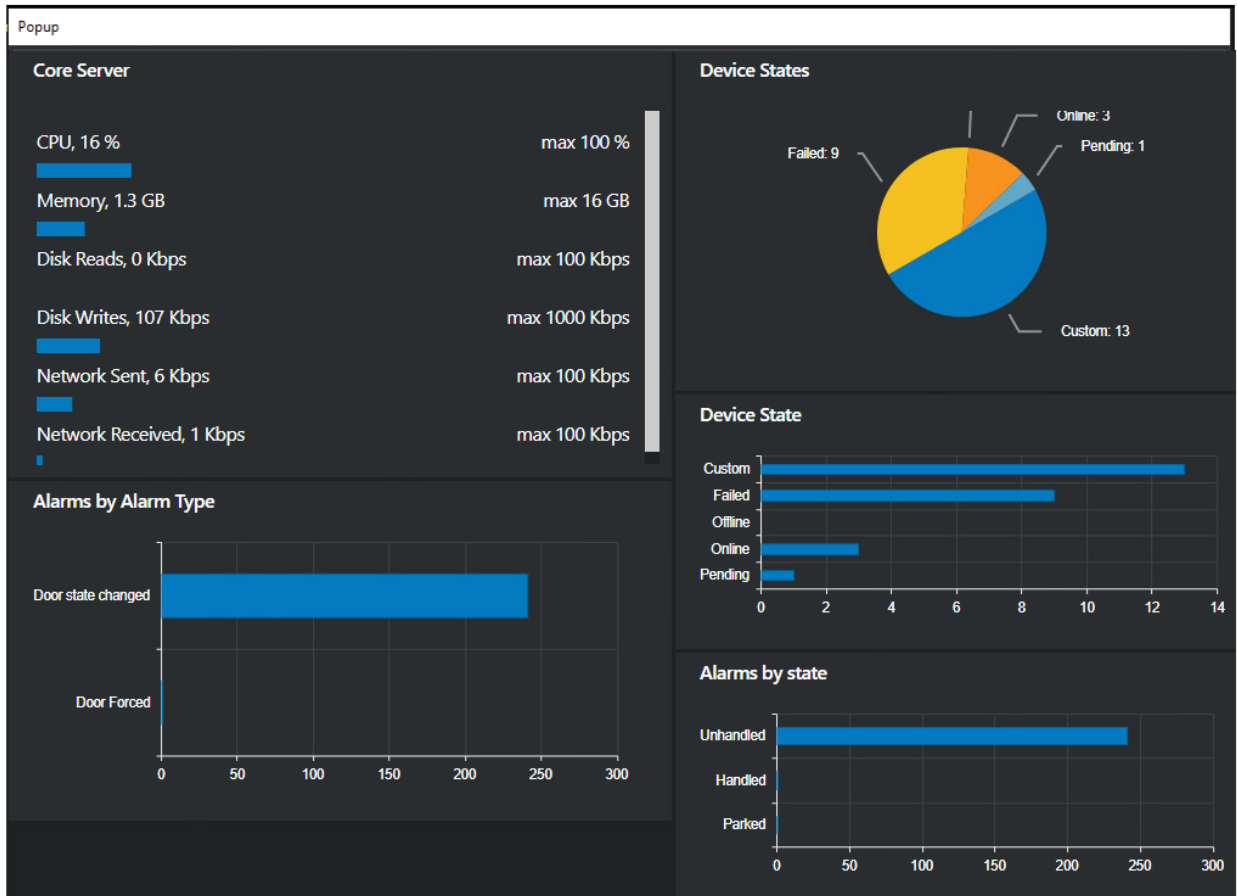 Popup
Core Server
CPU, 16 % max 100 %
Memory, 1.3 GB max 16 GB
Disk Reads, 0 Kbps max 100 Kbps
Disk Writes, 107 Kbps max 1000 Kbps
Network Sent, 6 Kbps max 100 Kbps
Network Received, 1 Kbps max 100 Kbps
Alarms by Alarm Type
Door state changed
Door Forced
0 50 100 150 200 250 300
Device States
Online: 3
Pending: 1
Failed: 9
Custom: 13
Device State
Custom
Failed
Offline
Online
Pending
0 2 4 6 8 10 12 14
Alarms by state
Unhandled
Handled
Parked
0 50 100 150 200 250 300